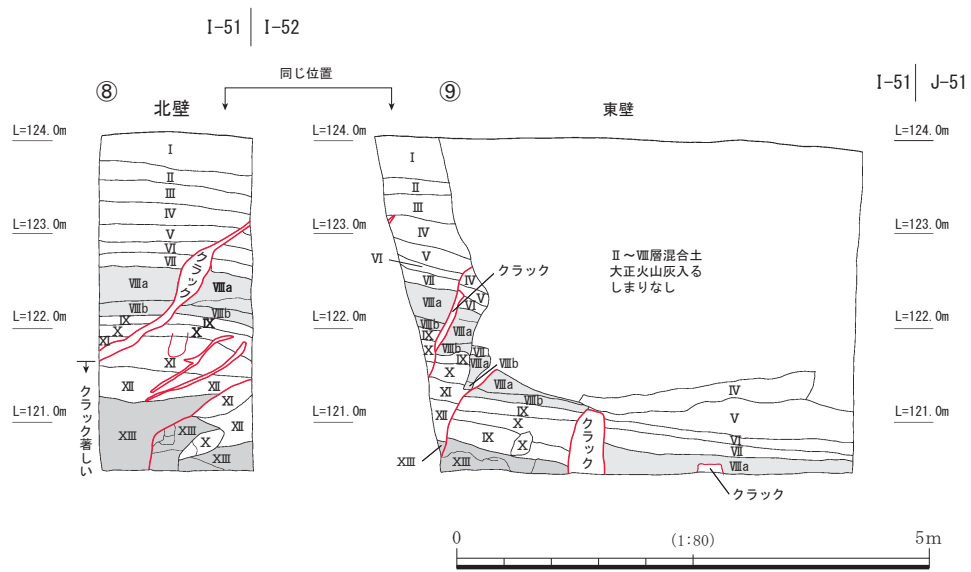 I-51 I-52
同じ位置
I-51 J-51
⑧ ⑨
北壁 東壁
L=124.0m L=124.0m L=124.0m
Ⅰ Ⅰ
Ⅱ Ⅱ
Ⅲ Ⅲ
Ⅳ Ⅳ
L=123.0m L=123.0m L=123.0m
Ⅴ Ⅴ
Ⅵ Ⅵ
Ⅶ Ⅶ Ⅳ
クラック
クラック
Ⅱ～Ⅷ層混合土
大正火山灰入る
しまりなし
Ⅷa Ⅷa Ⅷa Ⅵ Ⅴ
Ⅷb Ⅷb Ⅷb Ⅷa
L=122.0m L=122.0m L=122.0m
Ⅸ Ⅸ Ⅸ
Ⅹ Ⅹ Ⅹ Ⅷb Ⅶ
Ⅺ Ⅺ Ⅹ Ⅸ Ⅷa Ⅷb
Ⅻ Ⅻ Ⅺ Ⅷa Ⅳ
クラック著しい
Ⅺ Ⅻ Ⅸ Ⅷb Ⅴ
L=121.0m L=121.0m L=121.0m
Ⅻ Ⅹ
XIII XIII Ⅹ Ⅸ Ⅹ
クラック
Ⅵ
Ⅶ
XIII XIII XIII Ⅷa
クラック
0 (1:80) 5m